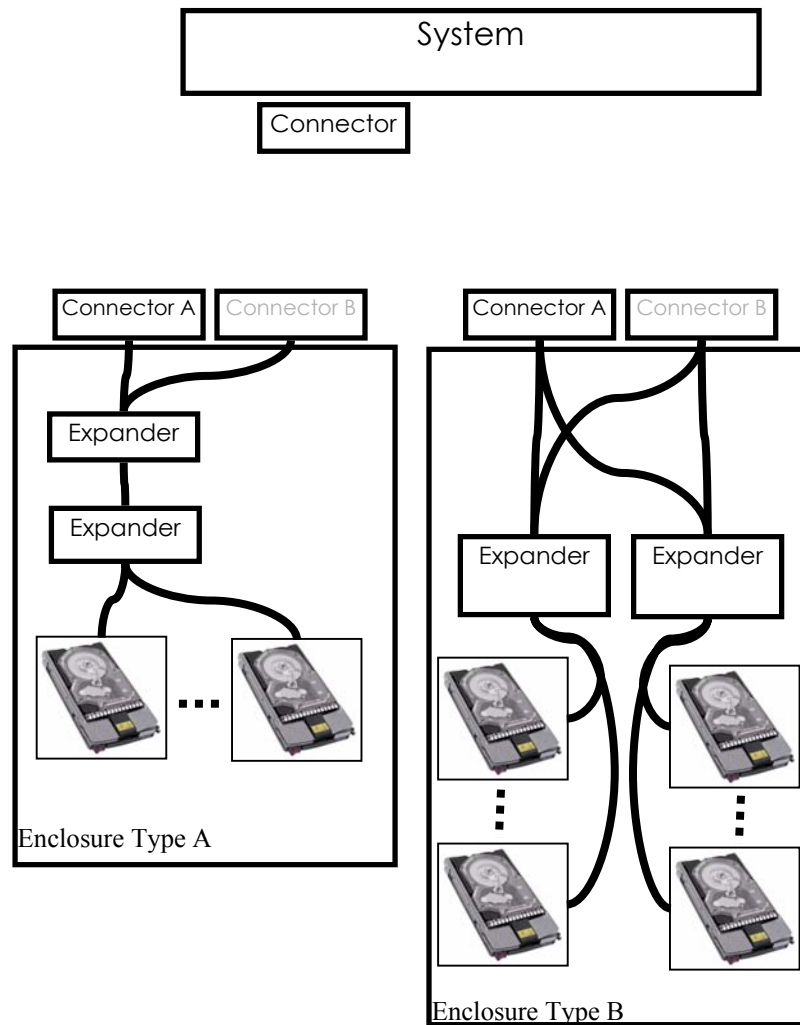 System
Connector
Connector A
Connector B
Connector A
Connector B
Expander
Expander
Expander
Expander
Enclosure Type A
Enclosure Type B